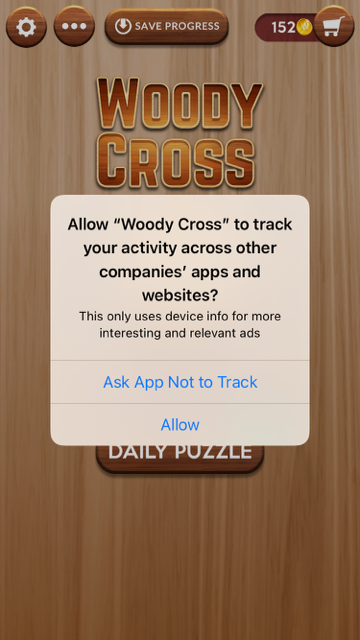 SAVE PROGRESS
152
WOODY
CROSS
Allow “Woody Cross” to track
your activity across other
companies’ apps and
websites?
This only uses device info for more
interesting and relevant ads
Ask App Not to Track
Allow
DAILY PUZZLE